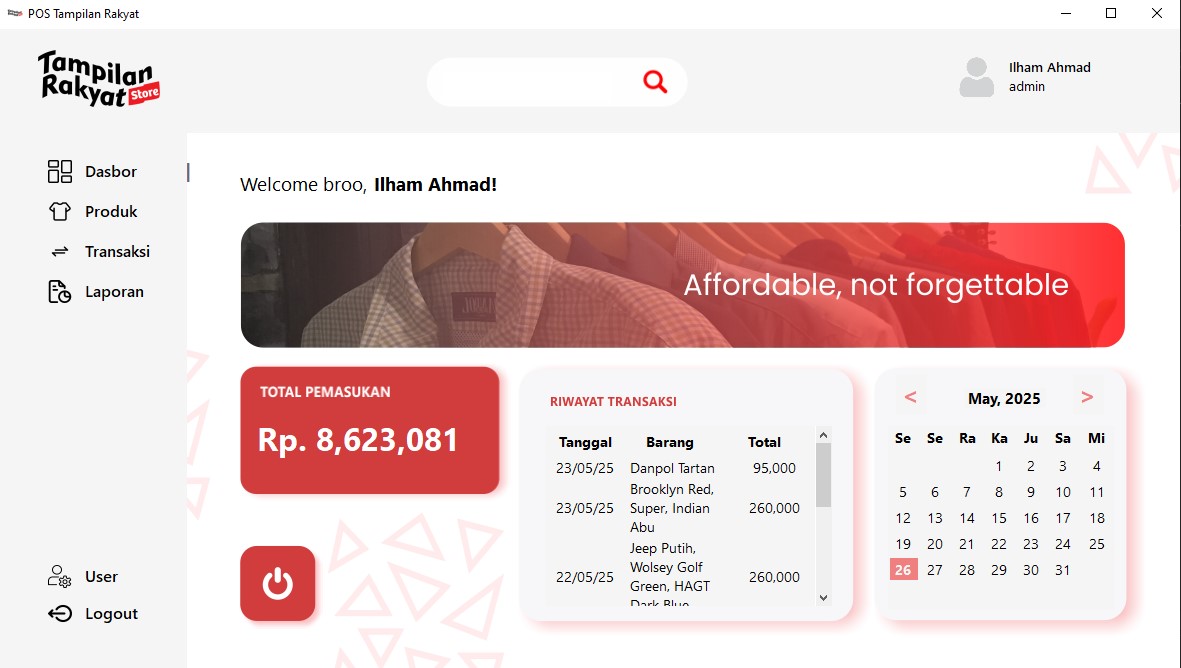 POS Tampilan Rakyat
Tampilan
Rakyat
Store
Ilham Ahmad
admin
Dasbor
Produk
Transaksi
Laporan
User
Logout
Welcome broo, Ilham Ahmad!
Affordable, not forgettable
TOTAL PEMASUKAN
Rp. 8,623,081
RIWAYAT TRANSAKSI
Tanggal Barang Total
23/05/25 Danpol Tartan 95,000
Brooklyn Red,
23/05/25 Super, Indian 260,000
Abu
Jeep Putih,
Wolsey Golf
22/05/25 Green, HAGT 260,000
Dark Blue
< May, 2025 >
Se Se Ra Ka Ju Sa Mi
1 2 3 4
5 6 7 8 9 10 11
12 13 14 15 16 17 18
19 20 21 22 23 24 25
26 27 28 29 30 31